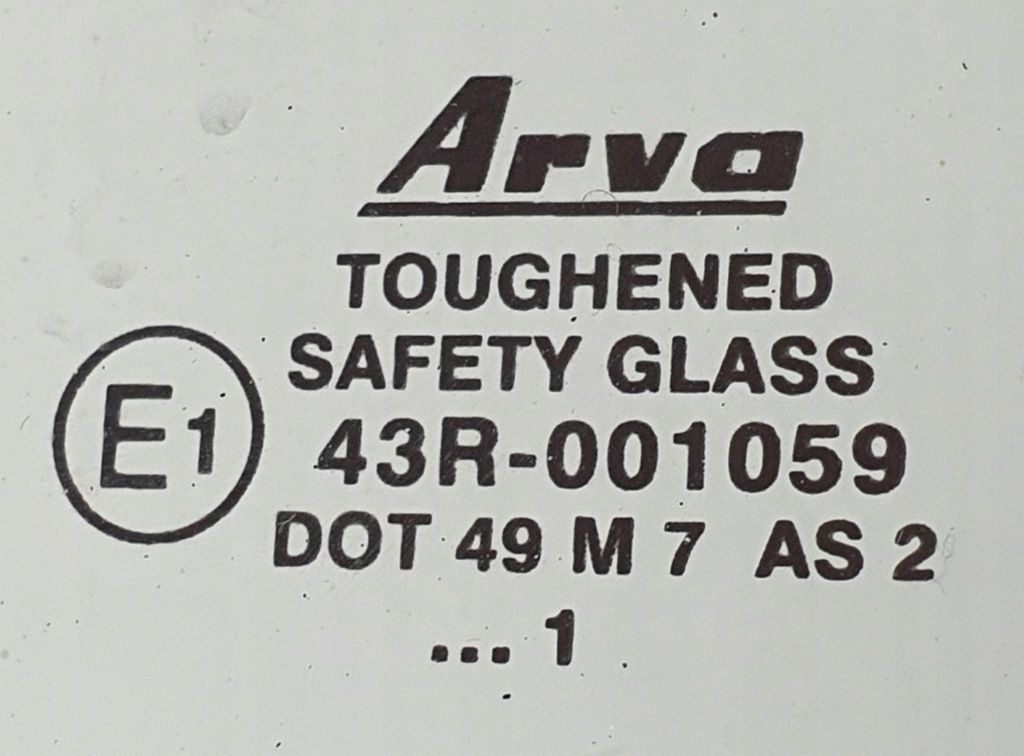 Arva
TOUGHENED
SAFETY GLASS
E1
43R-001059
DOT 49 M 7 AS 2
... 1